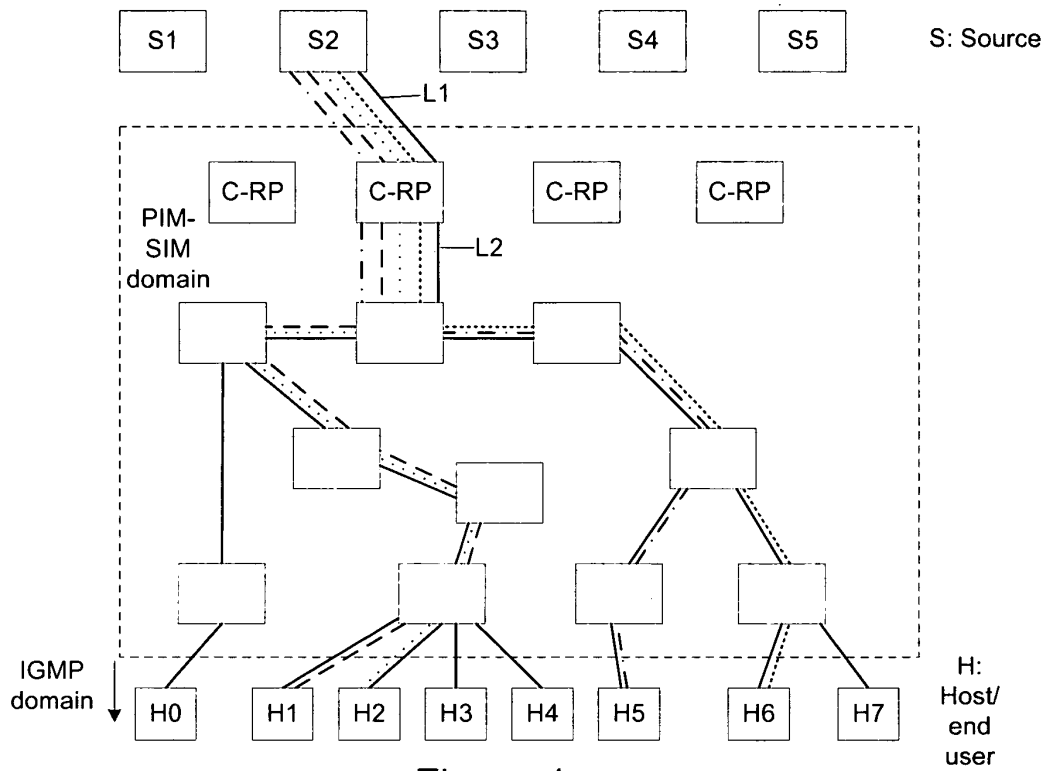 S1 S2 S3 S4 S5 S: Source
L1
C-RP C-RP C-RP C-RP
PIM-
SIM
domain
L2
IGMP
domain
H0 H1 H2 H3 H4 H5 H6 H7
H:
Host/
end
user